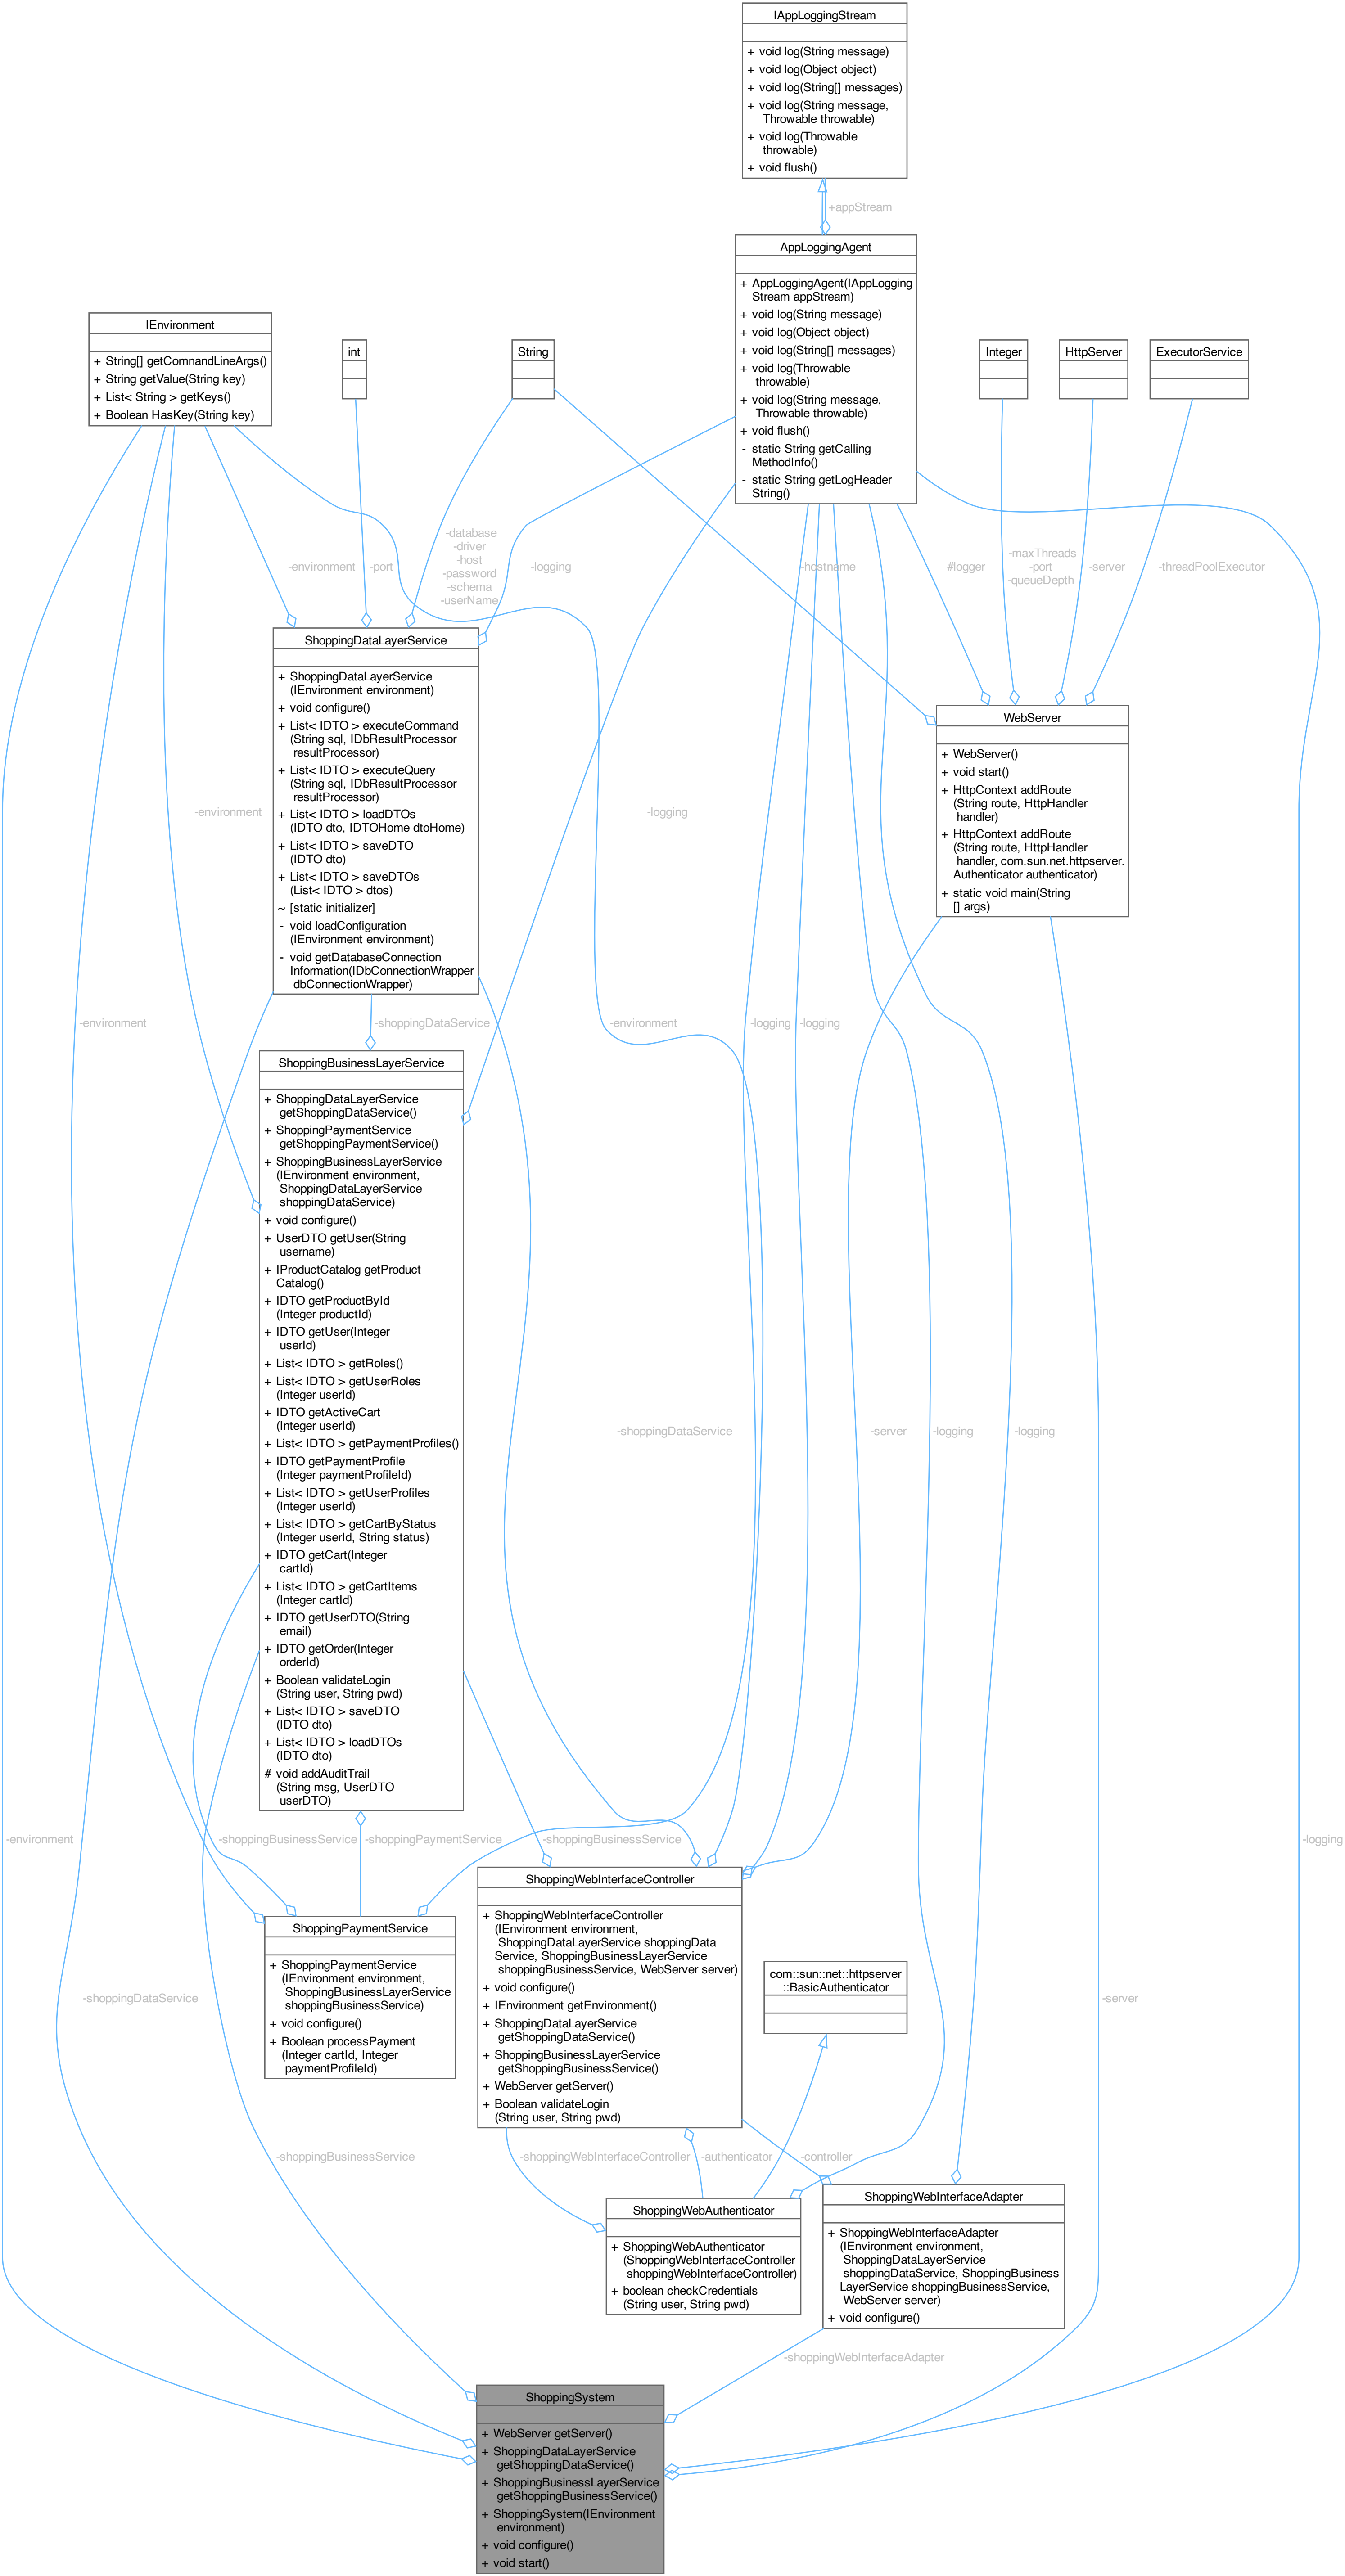 IAppLoggingStream
+ void log(String message)
+ void log(Object object)
+ void log(String[] messages)
+ void log(String message,
Throwable throwable)
+ void log(Throwable
throwable)
+ void flush()
+appStream
AppLoggingAgent
+ AppLoggingAgent(IAppLogging
Stream appStream)
+ void log(String message)
+ void log(Object object)
+ void log(String[] messages)
+ void log(Throwable
throwable)
+ void log(String message,
Throwable throwable)
+ void flush()
- static String getCalling
MethodInfo()
- static String getLogHeader
String()
IEnvironment
+ String[] getComnandLineArgs()
+ String getValue(String key)
+ List< String > getKeys()
+ Boolean HasKey(String key)
int
String
Integer
HttpServer
ExecutorService
-environment
-port
-database
-driver
-host
-password
-schema
-userName
-logging
-hostname
#logger
-maxThreads
-port
-queueDepth
-server
-threadPoolExecutor
ShoppingDataLayerService
+ ShoppingDataLayerService
(IEnvironment environment)
+ void configure()
+ List< IDTO > executeCommand
(String sql, IDbResultProcessor
resultProcessor)
+ List< IDTO > executeQuery
(String sql, IDbResultProcessor
resultProcessor)
+ List< IDTO > loadDTOs
(IDTO dto, IDTOHome dtoHome)
+ List< IDTO > saveDTO
(IDTO dto)
+ List< IDTO > saveDTOs
(List< IDTO > dtos)
~ [static initializer]
- void loadConfiguration
(IEnvironment environment)
- void getDatabaseConnection
Information(IDbConnectionWrapper
dbConnectionWrapper)
WebServer
+ WebServer()
+ void start()
+ HttpContext addRoute
(String route, HttpHandler
handler)
+ HttpContext addRoute
(String route, HttpHandler
handler, com.sun.net.httpserver.
Authenticator authenticator)
+ static void main(String
[] args)
-environment
-logging
-environment
-shoppingDataService
-environment
-logging
-logging
ShoppingBusinessLayerService
+ ShoppingDataLayerService
getShoppingDataService()
+ ShoppingPaymentService
getShoppingPaymentService()
+ ShoppingBusinessLayerService
(IEnvironment environment,
ShoppingDataLayerService
shoppingDataService)
+ void configure()
+ UserDTO getUser(String
username)
+ IProductCatalog getProduct
Catalog()
+ IDTO getProductById
(Integer productId)
+ IDTO getUser(Integer
userId)
+ List< IDTO > getRoles()
+ List< IDTO > getUserRoles
(Integer userId)
+ IDTO getActiveCart
(Integer userId)
+ List< IDTO > getPaymentProfiles()
+ IDTO getPaymentProfile
(Integer paymentProfileId)
+ List< IDTO > getUserProfiles
(Integer userId)
+ List< IDTO > getCartByStatus
(Integer userId, String status)
+ IDTO getCart(Integer
cartId)
+ List< IDTO > getCartItems
(Integer cartId)
+ IDTO getUserDTO(String
email)
+ IDTO getOrder(Integer
orderId)
+ Boolean validateLogin
(String user, String pwd)
+ List< IDTO > saveDTO
(IDTO dto)
+ List< IDTO > loadDTOs
(IDTO dto)
# void addAuditTrail
(String msg, UserDTO
userDTO)
-shoppingDataService
-server
-logging
-logging
-environment
-shoppingBusinessService
-shoppingPaymentService
-shoppingBusinessService
-logging
ShoppingWebInterfaceController
+ ShoppingWebInterfaceController
(IEnvironment environment,
ShoppingDataLayerService shoppingData
Service, ShoppingBusinessLayerService
shoppingBusinessService, WebServer server)
+ void configure()
+ IEnvironment getEnvironment()
+ ShoppingDataLayerService
getShoppingDataService()
+ ShoppingBusinessLayerService
getShoppingBusinessService()
+ WebServer getServer()
+ Boolean validateLogin
(String user, String pwd)
ShoppingPaymentService
+ ShoppingPaymentService
(IEnvironment environment,
ShoppingBusinessLayerService
shoppingBusinessService)
+ void configure()
+ Boolean processPayment
(Integer cartId, Integer
paymentProfileId)
com::sun::net::httpserver
::BasicAuthenticator
-shoppingDataService
-server
-shoppingBusinessService
-shoppingWebInterfaceController
-authenticator
-controller
ShoppingWebAuthenticator
+ ShoppingWebAuthenticator
(ShoppingWebInterfaceController
shoppingWebInterfaceController)
+ boolean checkCredentials
(String user, String pwd)
ShoppingWebInterfaceAdapter
+ ShoppingWebInterfaceAdapter
(IEnvironment environment,
ShoppingDataLayerService
shoppingDataService, ShoppingBusiness
LayerService shoppingBusinessService,
WebServer server)
+ void configure()
-shoppingWebInterfaceAdapter
ShoppingSystem
+ WebServer getServer()
+ ShoppingDataLayerService
getShoppingDataService()
+ ShoppingBusinessLayerService
getShoppingBusinessService()
+ ShoppingSystem(IEnvironment
environment)
+ void configure()
+ void start()